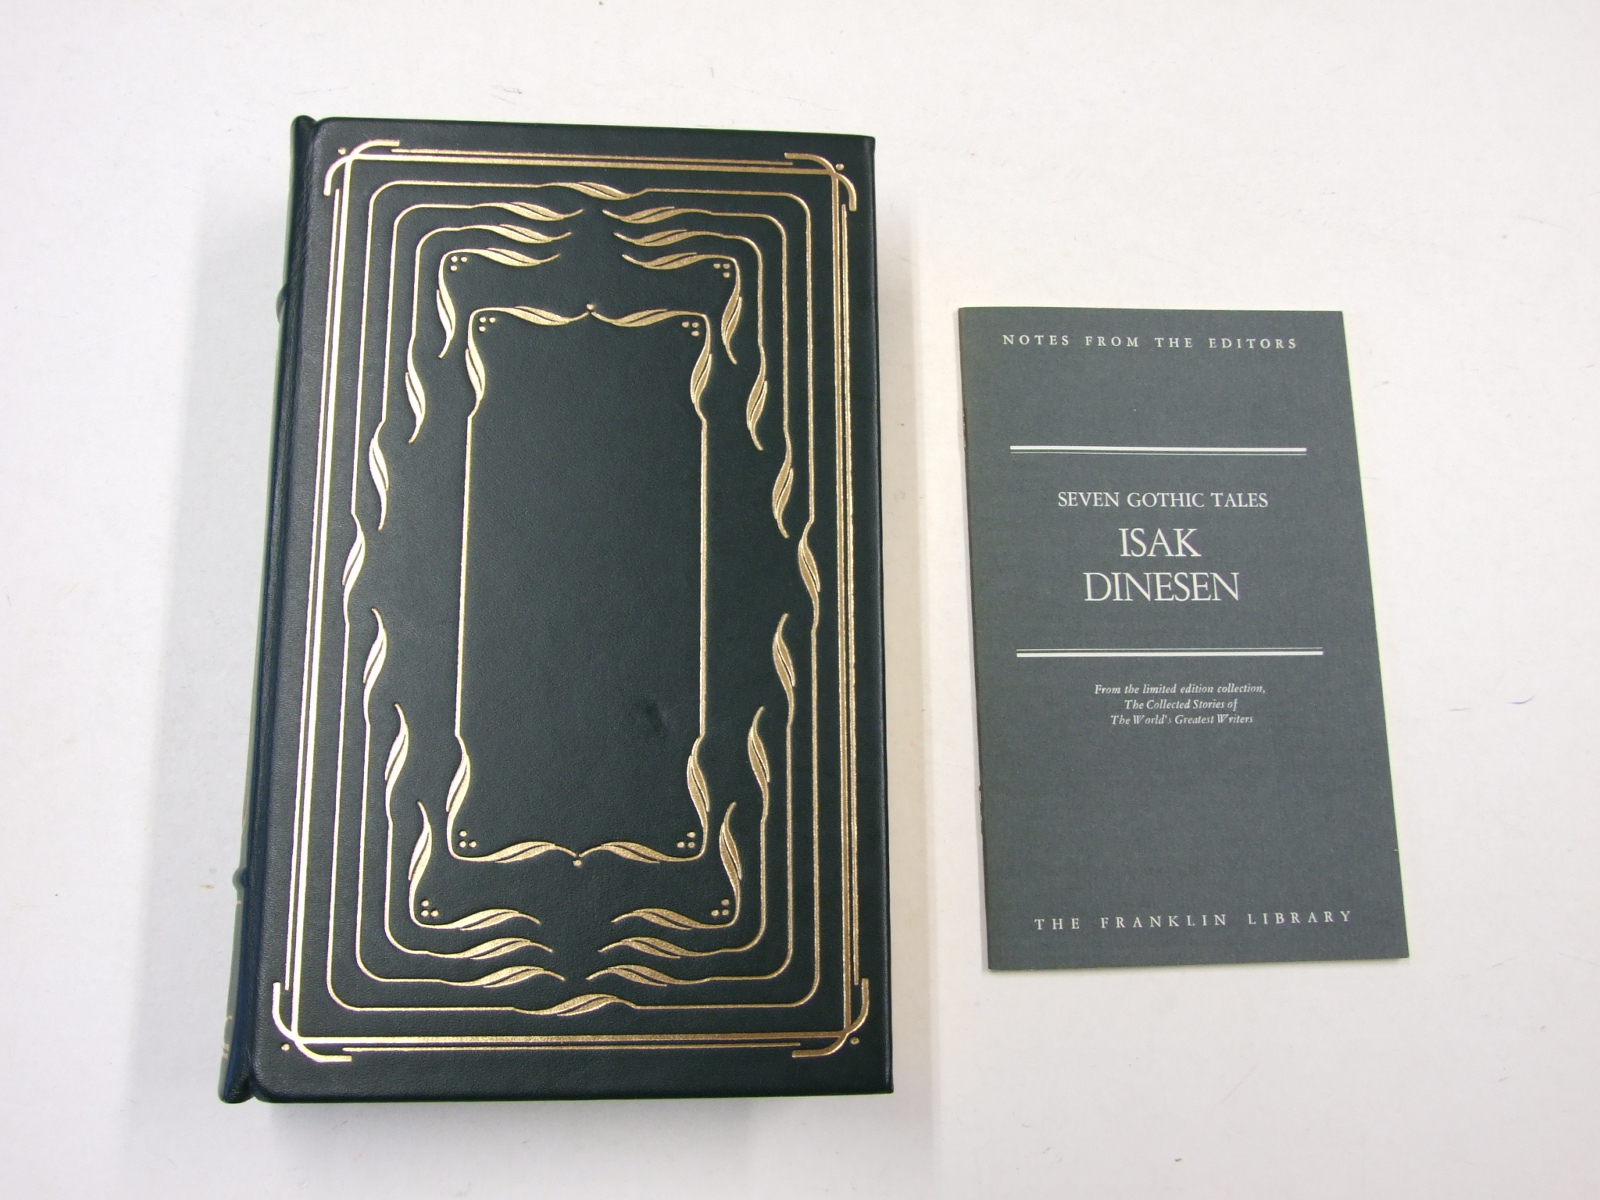 NOTES FROM THE EDITORS
SEVEN GOTHIC TALES
ISAK
DINESEN
From the limited edition collection,
The Collected Stories of
The World's Greatest Writers
THE FRANKLIN LIBRARY